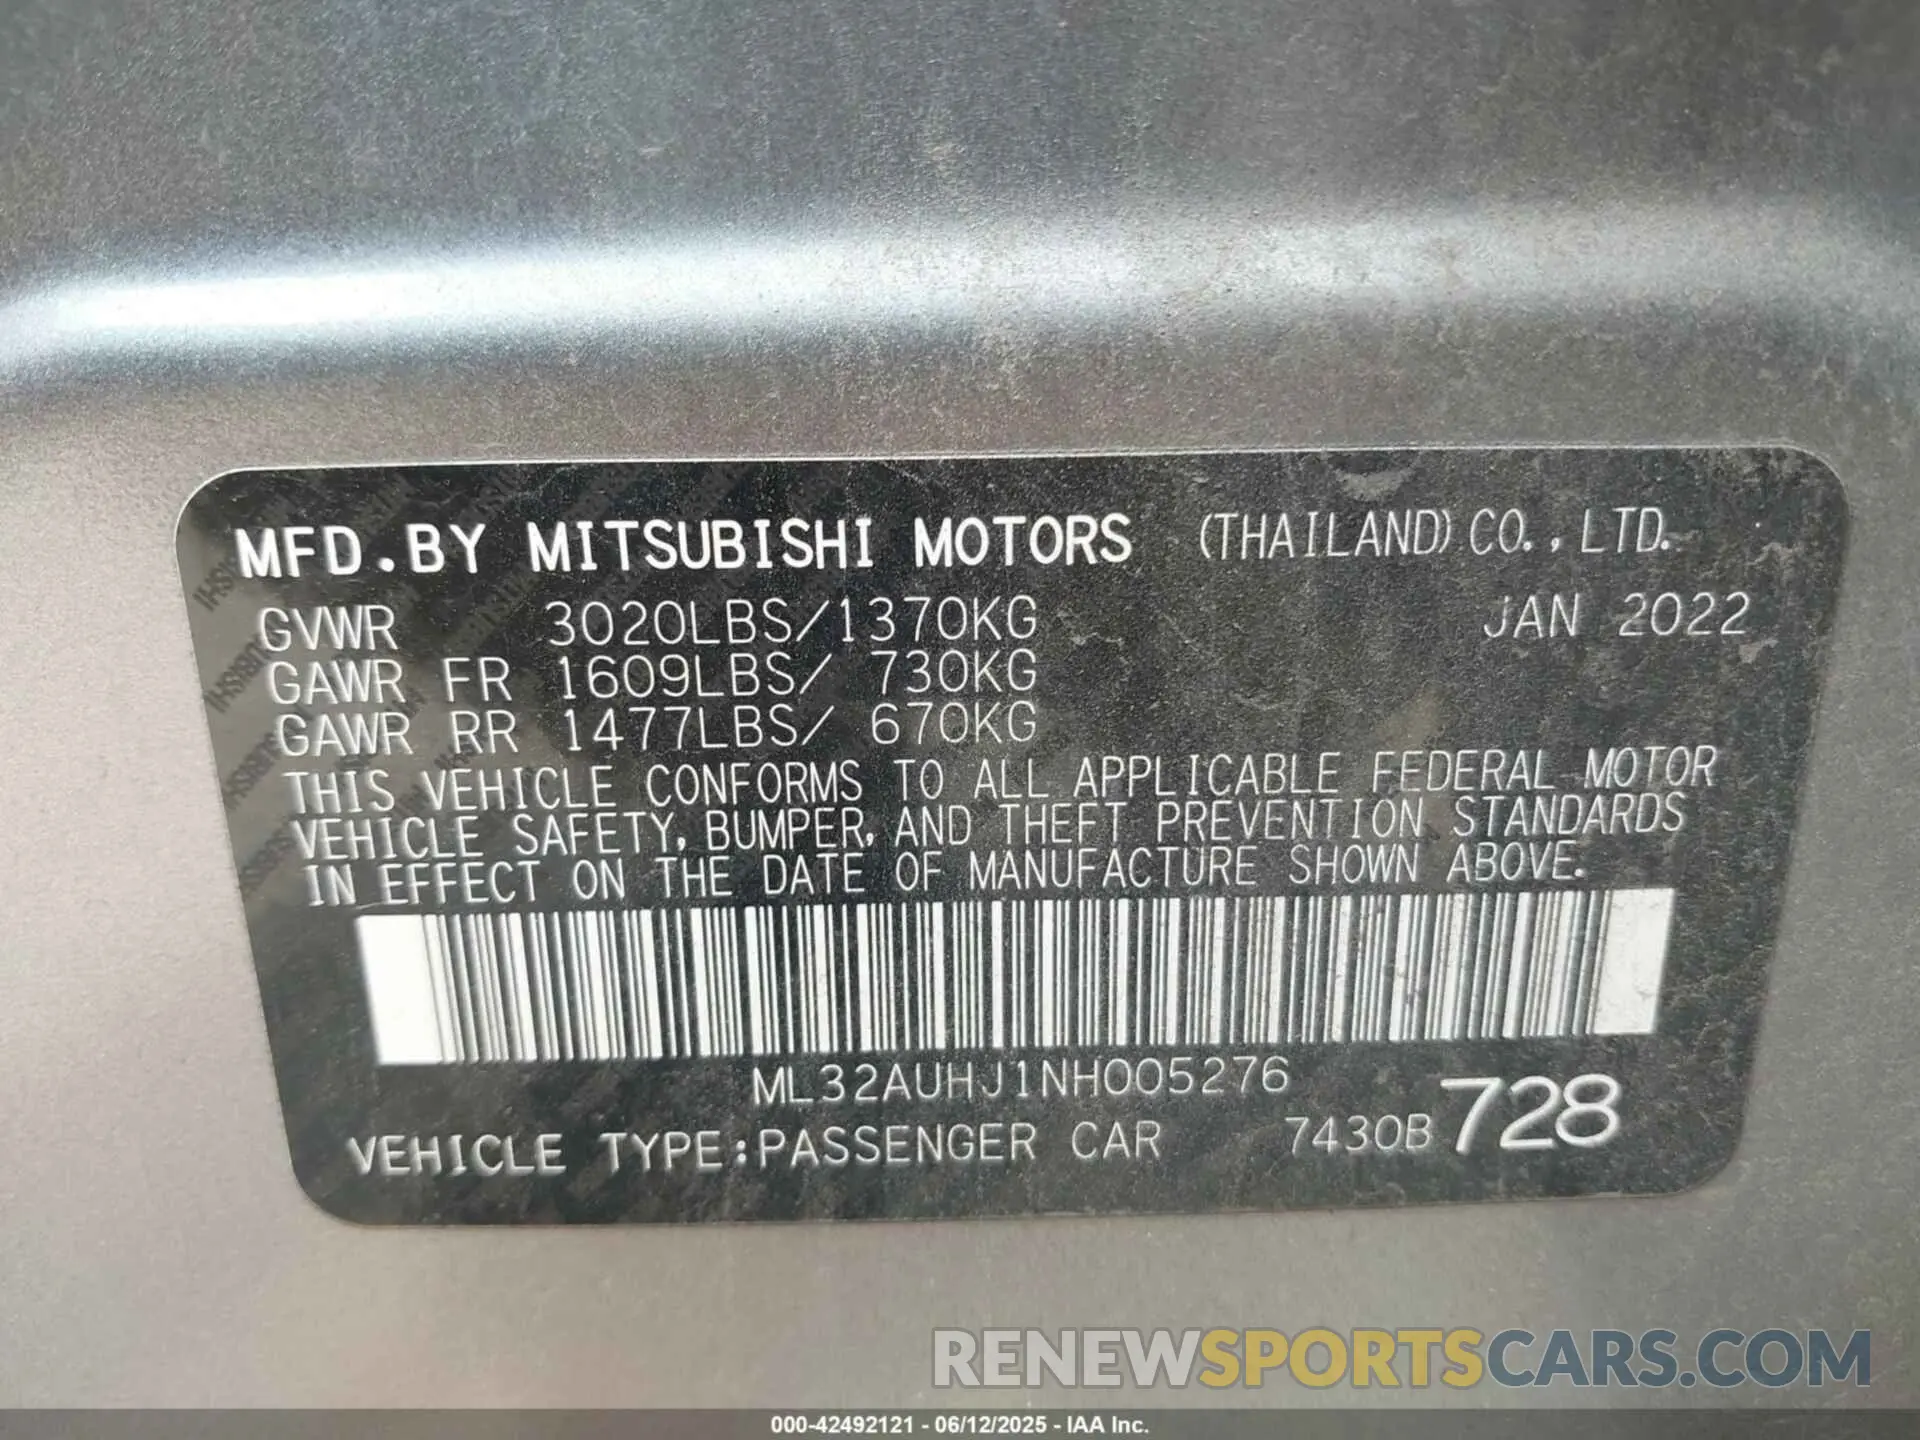 MFD.BY MITSUBISHI MOTORS (THAILAND) CO.,LTD.
GVWR 3020LBS/1370KG JAN 2022
GAWR FR 1609LBS/ 730KG
GAWR RR 1477LBS/ 670KG
THIS VEHICLE CONFORMS TO ALL APPLICABLE FEDERAL MOTOR
VEHICLE SAFETY, BUMPER, AND THEFT PREVENTION STANDARDS
IN EFFECT ON THE DATE OF MANUFACTURE SHOWN ABOVE.
ML32AUHJ1NH005276
VEHICLE TYPE:PASSENGER CAR 7430B 728
RENEWSPORTSCARS.COM
000-42492121 - 06/12/2025 - IAA Inc.